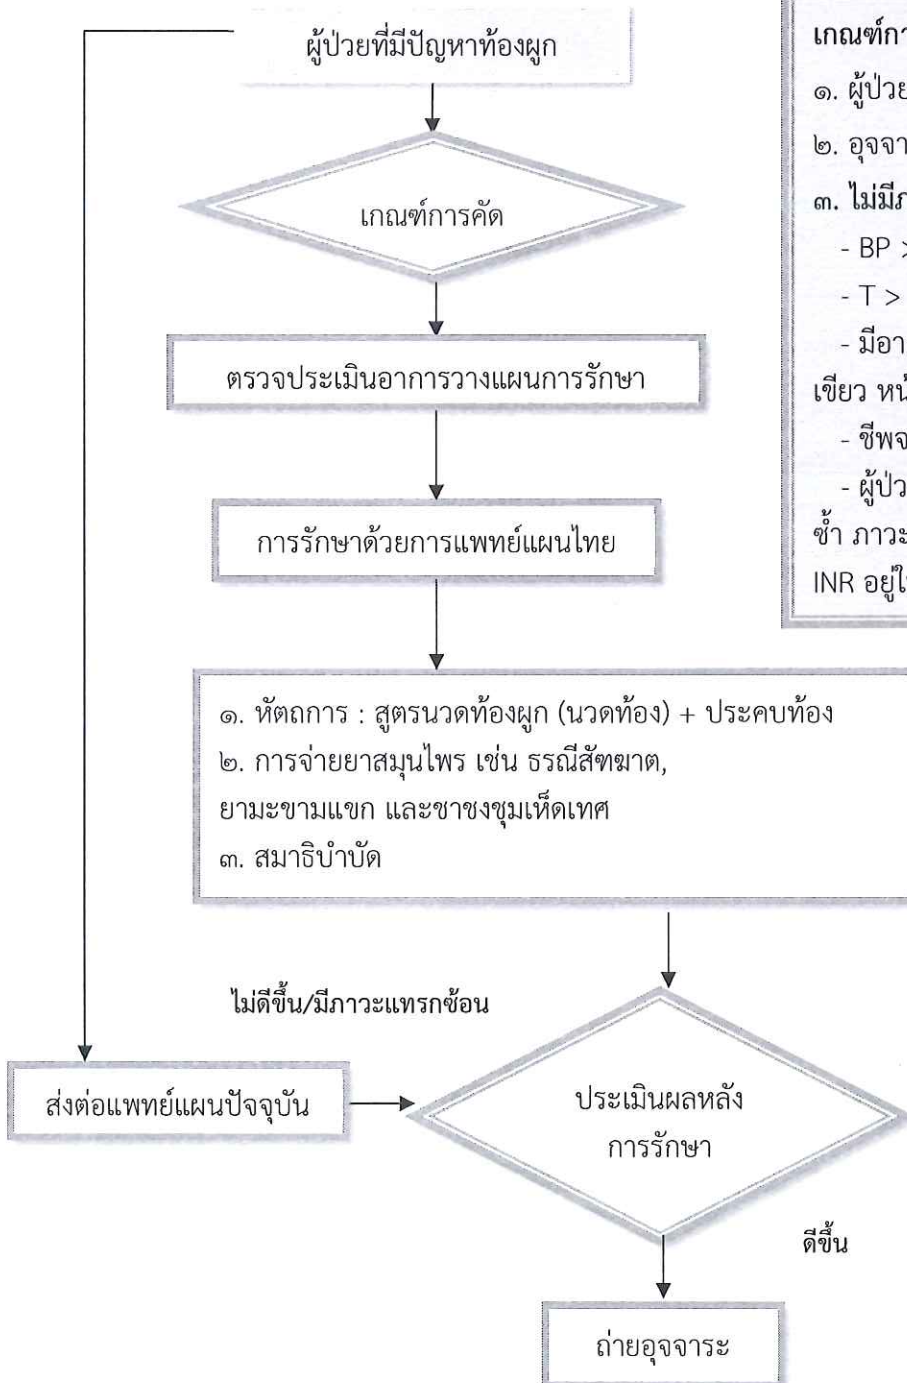 ผู้ป่วยที่มีปัญหาท้องผูก
เกณฑ์การคัด
ตรวจประเมินอาการวางแผนการรักษา
การรักษาด้วยการแพทย์แผนไทย
๑. หัตถการ : สูตรนวดท้องผูก (นวดท้อง) + ประคบท้อง
๒. การจ่ายยาสมุนไพร เช่น ธรณีสัฑฆาต,
ยามะขามแขก และชาชงชุมเห็ดเทศ
๓. สมาธิบำบัด
ไม่ดีขึ้น/มีภาวะแทรกซ้อน
ส่งต่อแพทย์แผนปัจจุบัน
ประเมินผลหลัง
การรักษา
ดีขึ้น
ถ่ายอุจจาระ
เกณฑ์กา
๑. ผู้ป่วย
๒. อุจจา
๓. ไม่มีภ
- BP >
- T >
- มีอา
เขียว หน้
- ชีพจ
- ผู้ป่ว
ซ้ำ ภาวะ
INR อยู่ใ